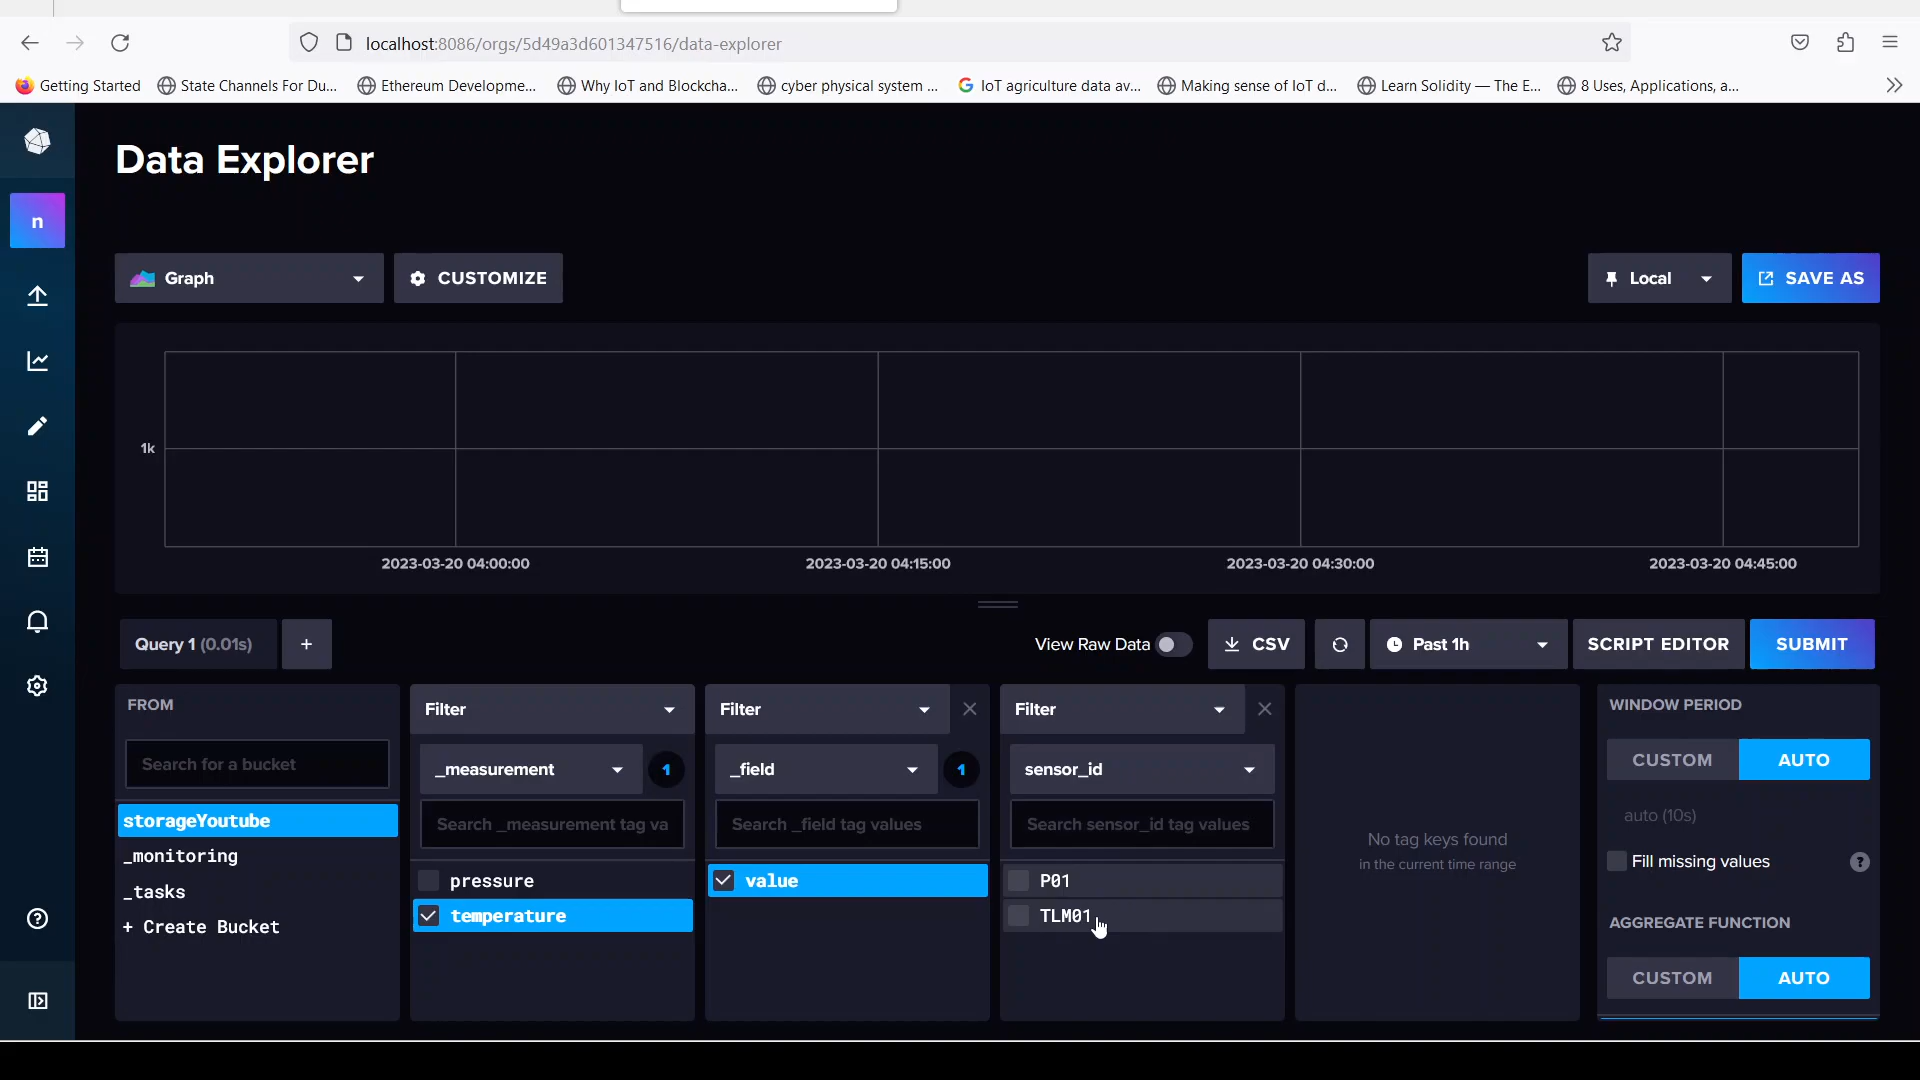 localhost:8086/orgs/5d49a3d601347516/data-explorer
Getting Started State Channels For Du... Ethereum Developme... Why IoT and Blockcha... cyber physical system ... IoT agriculture data av... Making sense of IoT d... Learn Solidity — The E... 8 Uses, Applications, a...
Data Explorer
n
Graph CUSTOMIZE Local SAVE AS
1k
2023-03-20 04:00:00 2023-03-20 04:15:00 2023-03-20 04:30:00 2023-03-20 04:45:00
Query 1 (0.01s) + View Raw Data CSV Past 1h SCRIPT EDITOR SUBMIT
FROM
Search for a bucket
storageYoutube
_monitoring
_tasks
+ Create Bucket
Filter
_measurement 1
Search _measurement tag va
pressure
temperature
Filter
_field 1
Search _field tag values
value
Filter
sensor_id
Search sensor_id tag values
P01
TLM01
No tag keys found
in the current time range
WINDOW PERIOD
CUSTOM AUTO
auto (10s)
Fill missing values ?
AGGREGATE FUNCTION
CUSTOM AUTO